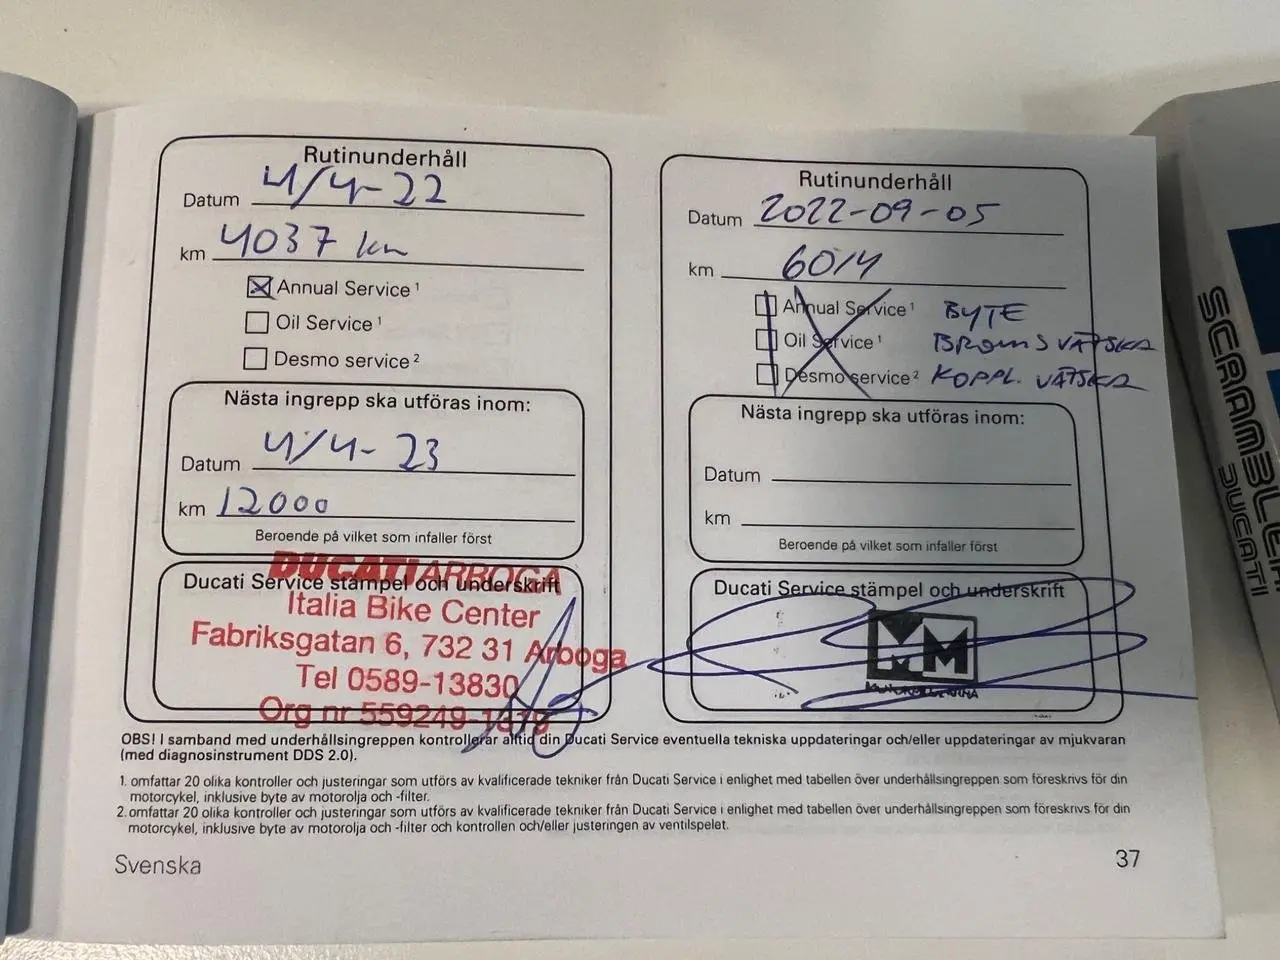 Rutinunderhåll
Datum 4/4-22
km 4037 km
Annual Service ¹
Oil Service ¹
Desmo service ²
Nästa ingrepp ska utföras inom:
Datum 4/4-23
km 12000
Beroende på vilket som infaller först
DUCATI ARBOGA
Ducati Service stämpel och underskrift
Italia Bike Center
Fabriksgatan 6, 732 31 Arboga
Tel 0589-13830
Org nr
Rutinunderhåll
Datum 2022-09-05
km 6014
Annual Service ¹ BYTE
Oil Service ¹ BROMSVÄTSKA
Desmo service ² KOPPL. VÄTSKA
Nästa ingrepp ska utföras inom:
Datum
km
Beroende på vilket som infaller först
Ducati Service stämpel och underskrift
MM
OBS! I samband med underhållsingreppen kontrollerar alltid din Ducati Service eventuella tekniska uppdateringar och/eller uppdateringar av mjukvaran
(med diagnosinstrument DDS 2.0).
1. omfattar 20 olika kontroller och justeringar som utförs av kvalificerade tekniker från Ducati Service i enlighet med tabellen över underhållsingreppen som föreskrivs för din
motorcykel, inklusive byte av motorolja och -filter.
2. omfattar 20 olika kontroller och justeringar som utförs av kvalificerade tekniker från Ducati Service i enlighet med tabellen över underhållsingreppen som föreskrivs för din
motorcykel, inklusive byte av motorolja och -filter och kontrollen och/eller justeringen av ventilspelet.
Svenska
37
SCRAMBLER
DUCATI